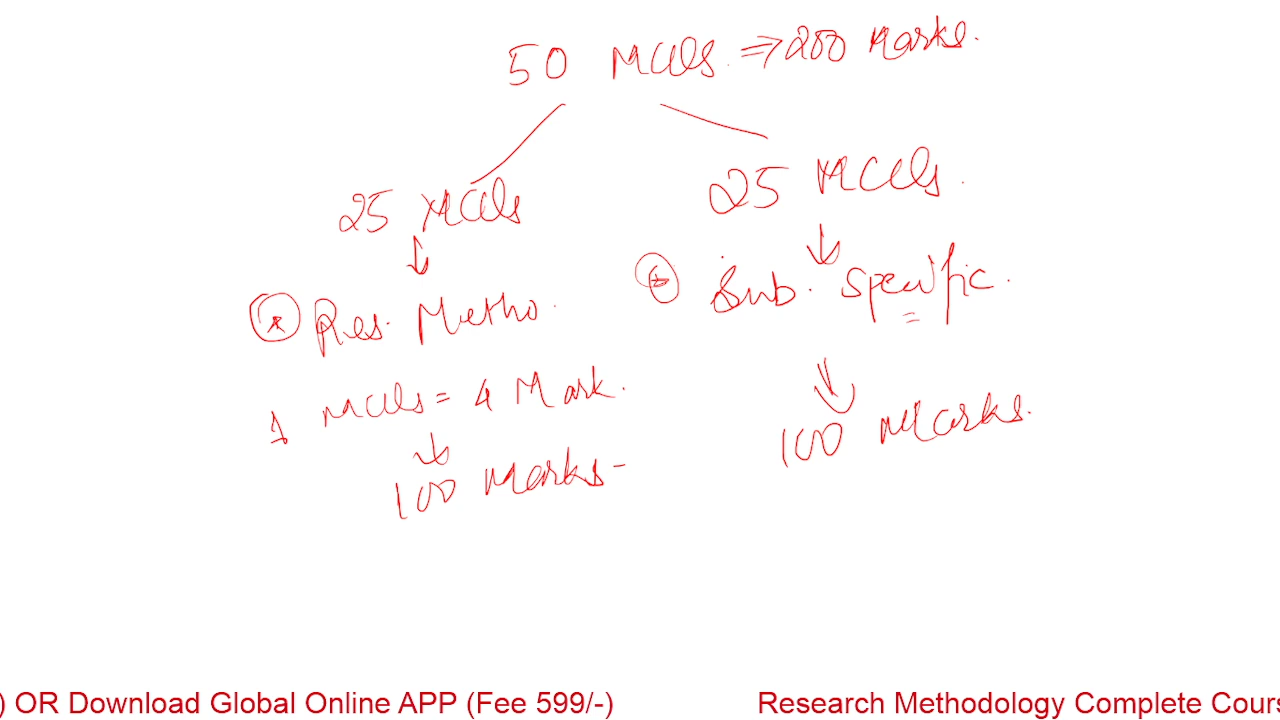 50 MCQs. ⇒ 200 Marks.
25 MCQs
25 MCQs.
Res. Metho.
Sub. Specific.
1 MCQs = 4 Mark.
100 Marks-
100 Marks.
) OR Download Global Online APP (Fee 599/-)
Research Methodology Complete Cours